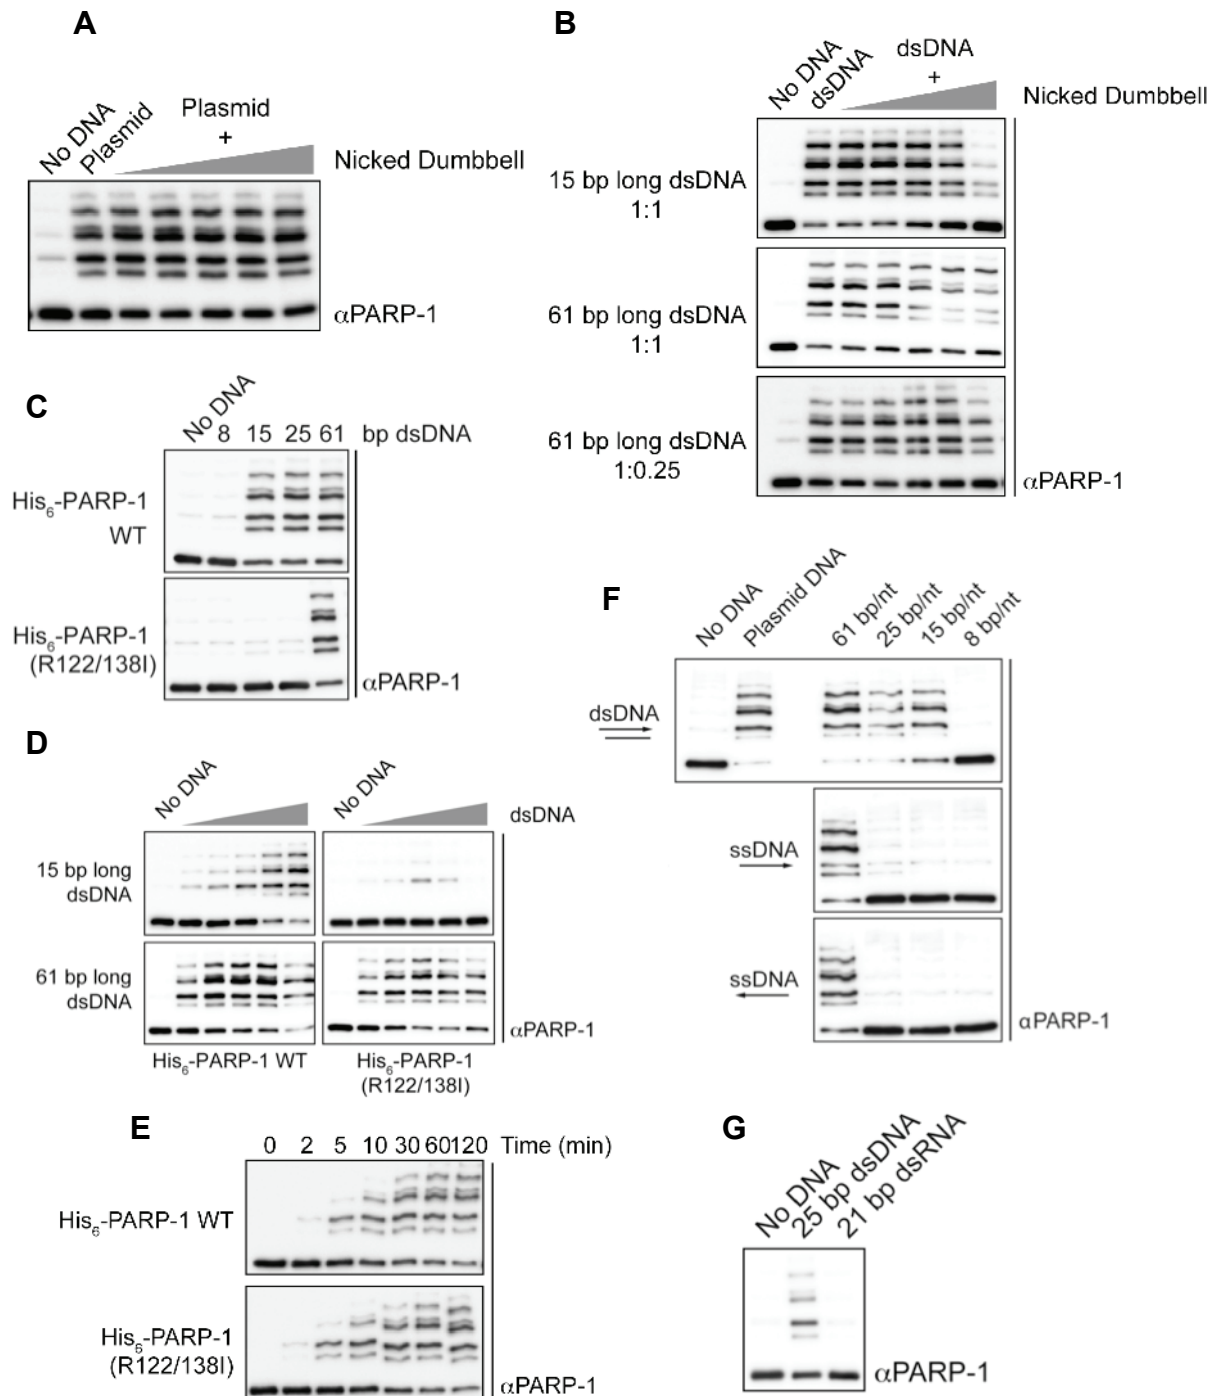 A
No DNA
Plasmid
Plasmid
+
Nicked Dumbbell
αPARP-1
B
No DNA
dsDNA
dsDNA
+
Nicked Dumbbell
15 bp long dsDNA
1:1
61 bp long dsDNA
1:1
61 bp long dsDNA
1:0.25
αPARP-1
C
No DNA
8 15 25 61 bp dsDNA
His6-PARP-1
WT
His6-PARP-1
(R122/138I)
αPARP-1
D
No DNA
No DNA
dsDNA
15 bp long
dsDNA
61 bp long
dsDNA
αPARP-1
His6-PARP-1 WT
His6-PARP-1
(R122/138I)
E
0 2 5 10 30 60 120 Time (min)
His6-PARP-1 WT
His6-PARP-1
(R122/138I)
αPARP-1
F
No DNA
Plasmid DNA
61 bp/nt
25 bp/nt
15 bp/nt
8 bp/nt
dsDNA
ssDNA
ssDNA
αPARP-1
G
No DNA
25 bp dsDNA
21 bp dsRNA
αPARP-1